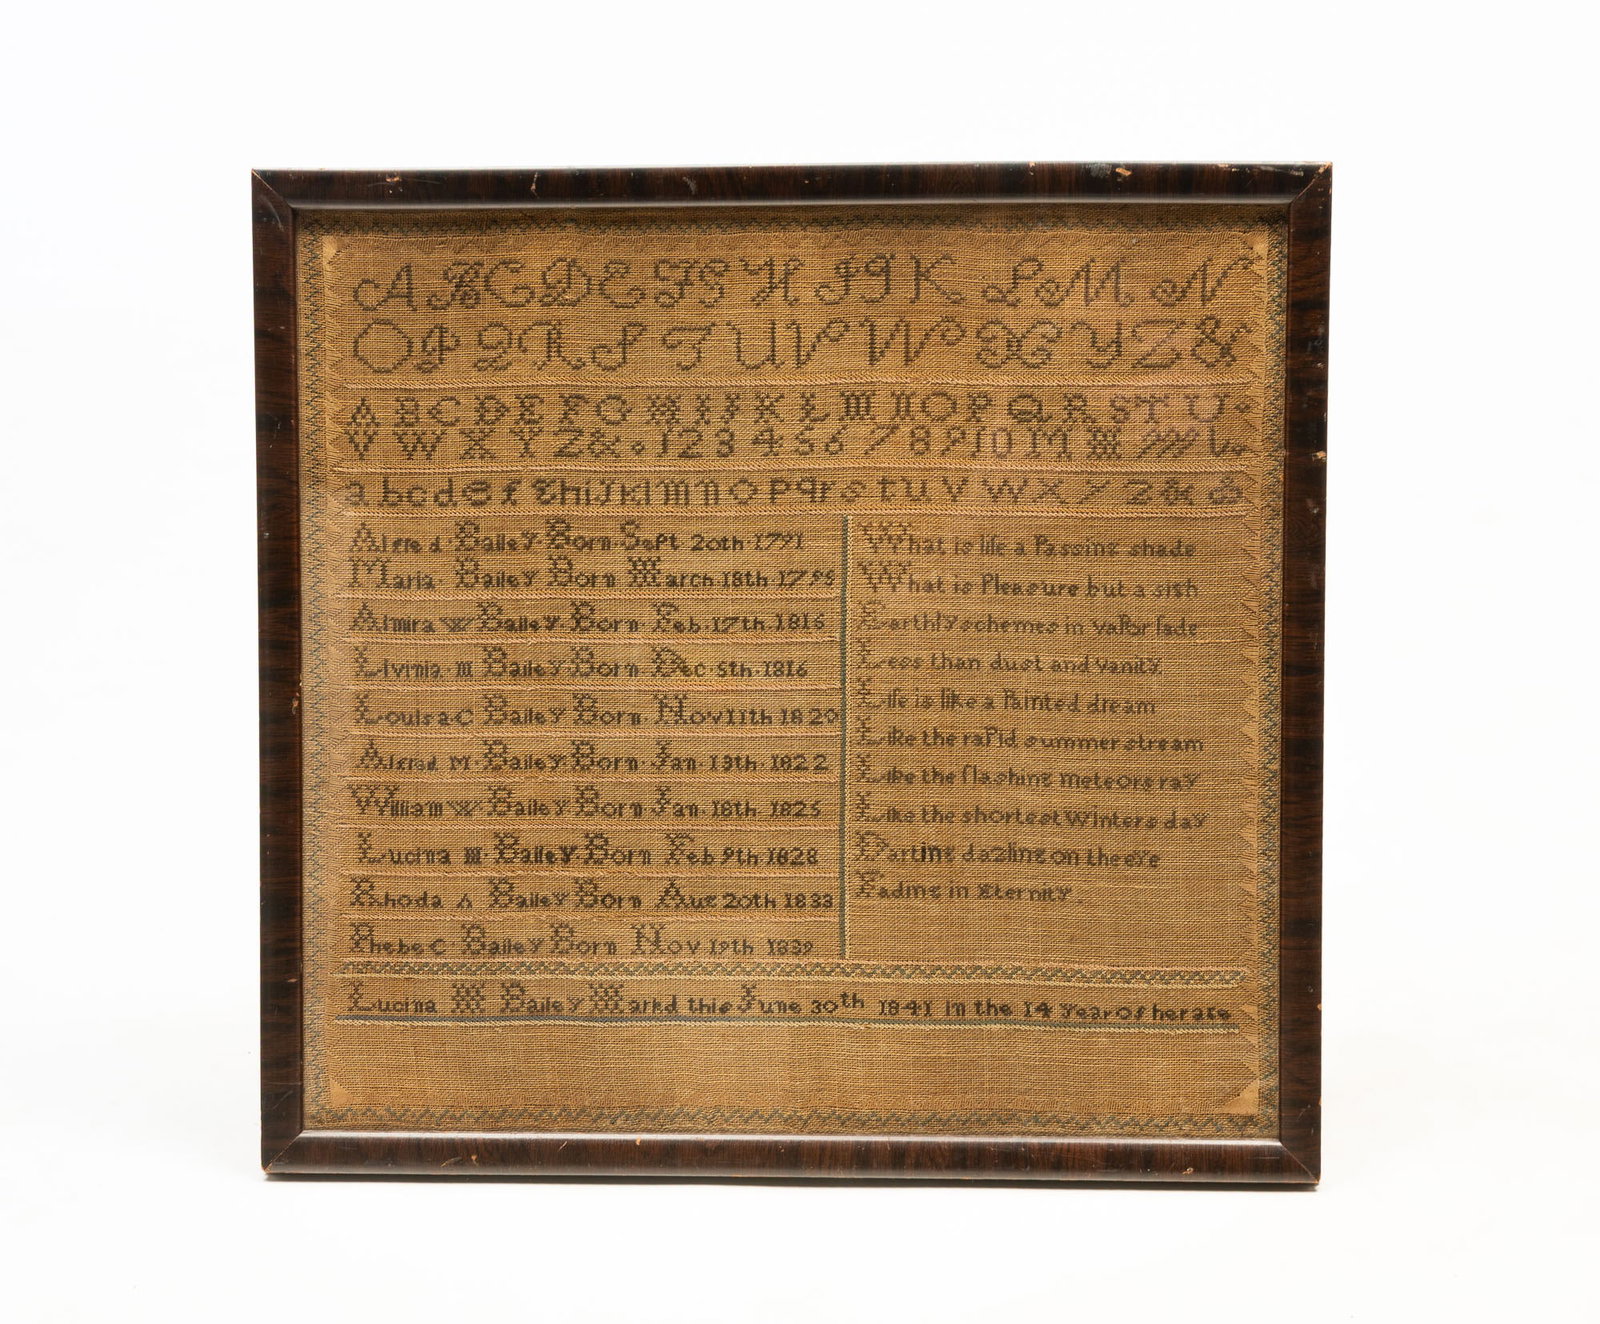 A B C D E F G H I J K L M N
O P Q R S T U V W X Y Z &
A B C D E F G H I J K L M N O P Q R S T U
V W X Y Z & 1 2 3 4 5 6 7 8 9 10 M
a b c d e f g h i j k l m n o p q r s t u v w x y z &
Alfred Bailey Born Sept 20th 1791
Maria Bailey Born March 18th 1795
Almira W Bailey Born Feb 17th 1815
Livinia M Bailey Born Dec 5th 1816
Louisa C Bailey Born Nov 11th 1820
Alfred M Bailey Born Jan 13th 1822
William W Bailey Born Jan 18th 1825
Lucina M Bailey Born Feb 9th 1828
Rhoda A Bailey Born Aug 20th 1833
Phebe C Bailey Born Nov 19th 1839
What is life a Passing shade
What is Pleasure but a sigh
Earthly schemes in vaPor fade
Less than dust and vanity
Life is like a Painted dream
Like the raPid summer stream
Like the flashing meteors ray
Like the shortest Winters day
Darting dazling on the eye
Fading in Eternity.
Lucina M Bailey Markd this June 30th 1841 in the 14 year of her age